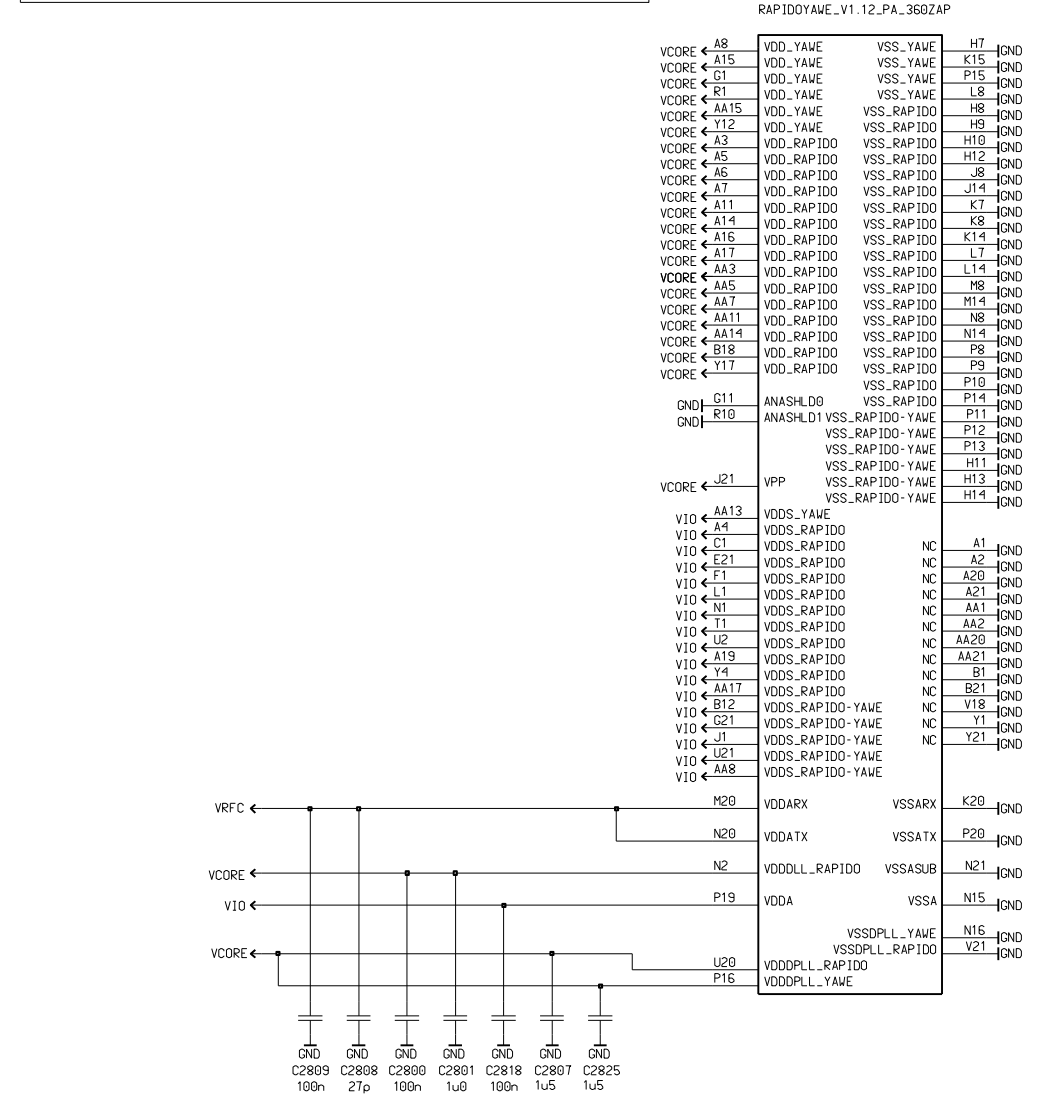 RAPIDOYAWE_V1.12_PA_360ZAP
VCORE A8 VDD_YAWE VSS_YAWE H7 GND
VCORE A15 VDD_YAWE VSS_YAWE K15 GND
VCORE G1 VDD_YAWE VSS_YAWE P15 GND
VCORE R1 VDD_YAWE VSS_YAWE L8 GND
VCORE AA15 VDD_YAWE VSS_RAPIDO H8 GND
VCORE Y12 VDD_YAWE VSS_RAPIDO H9 GND
VCORE A3 VDD_RAPIDO VSS_RAPIDO H10 GND
VCORE A5 VDD_RAPIDO VSS_RAPIDO H12 GND
VCORE A6 VDD_RAPIDO VSS_RAPIDO J8 GND
VCORE A7 VDD_RAPIDO VSS_RAPIDO J14 GND
VCORE A11 VDD_RAPIDO VSS_RAPIDO K7 GND
VCORE A14 VDD_RAPIDO VSS_RAPIDO K8 GND
VCORE A16 VDD_RAPIDO VSS_RAPIDO K14 GND
VCORE A17 VDD_RAPIDO VSS_RAPIDO L7 GND
VCORE AA3 VDD_RAPIDO VSS_RAPIDO L14 GND
VCORE AA5 VDD_RAPIDO VSS_RAPIDO M8 GND
VCORE AA7 VDD_RAPIDO VSS_RAPIDO M14 GND
VCORE AA11 VDD_RAPIDO VSS_RAPIDO N8 GND
VCORE AA14 VDD_RAPIDO VSS_RAPIDO N14 GND
VCORE B18 VDD_RAPIDO VSS_RAPIDO P8 GND
VCORE Y17 VDD_RAPIDO VSS_RAPIDO P9 GND
VSS_RAPIDO P10 GND
GND G11 ANASHLD0 VSS_RAPIDO P14 GND
GND R10 ANASHLD1 VSS_RAPIDO-YAWE P11 GND
VSS_RAPIDO-YAWE P12 GND
VSS_RAPIDO-YAWE P13 GND
VSS_RAPIDO-YAWE H11 GND
VCORE J21 VPP VSS_RAPIDO-YAWE H13 GND
VSS_RAPIDO-YAWE H14 GND
VIO AA13 VDDS_YAWE
VIO A4 VDDS_RAPIDO
VIO C1 VDDS_RAPIDO NC A1 GND
VIO E21 VDDS_RAPIDO NC A2 GND
VIO F1 VDDS_RAPIDO NC A20 GND
VIO L1 VDDS_RAPIDO NC A21 GND
VIO N1 VDDS_RAPIDO NC AA1 GND
VIO T1 VDDS_RAPIDO NC AA2 GND
VIO U2 VDDS_RAPIDO NC AA20 GND
VIO A19 VDDS_RAPIDO NC AA21 GND
VIO Y4 VDDS_RAPIDO NC B1 GND
VIO AA17 VDDS_RAPIDO NC B21 GND
VIO B12 VDDS_RAPIDO-YAWE NC V18 GND
VIO G21 VDDS_RAPIDO-YAWE NC Y1 GND
VIO J1 VDDS_RAPIDO-YAWE NC Y21 GND
VIO U21 VDDS_RAPIDO-YAWE
VIO AA8 VDDS_RAPIDO-YAWE
VRFC M20 VDDARX VSSARX K20 GND
N20 VDDATX VSSATX P20 GND
VCORE N2 VDDDLL_RAPIDO VSSASUB N21 GND
VIO P19 VDDA VSSA N15 GND
VSSDPLL_YAWE N16 GND
VCORE VSSDPLL_RAPIDO V21 GND
U20 VDDDPLL_RAPIDO
P16 VDDDPLL_YAWE
GND GND GND GND GND GND GND
C2809 C2808 C2800 C2801 C2818 C2807 C2825
100n 27p 100n 1u0 100n 1u5 1u5